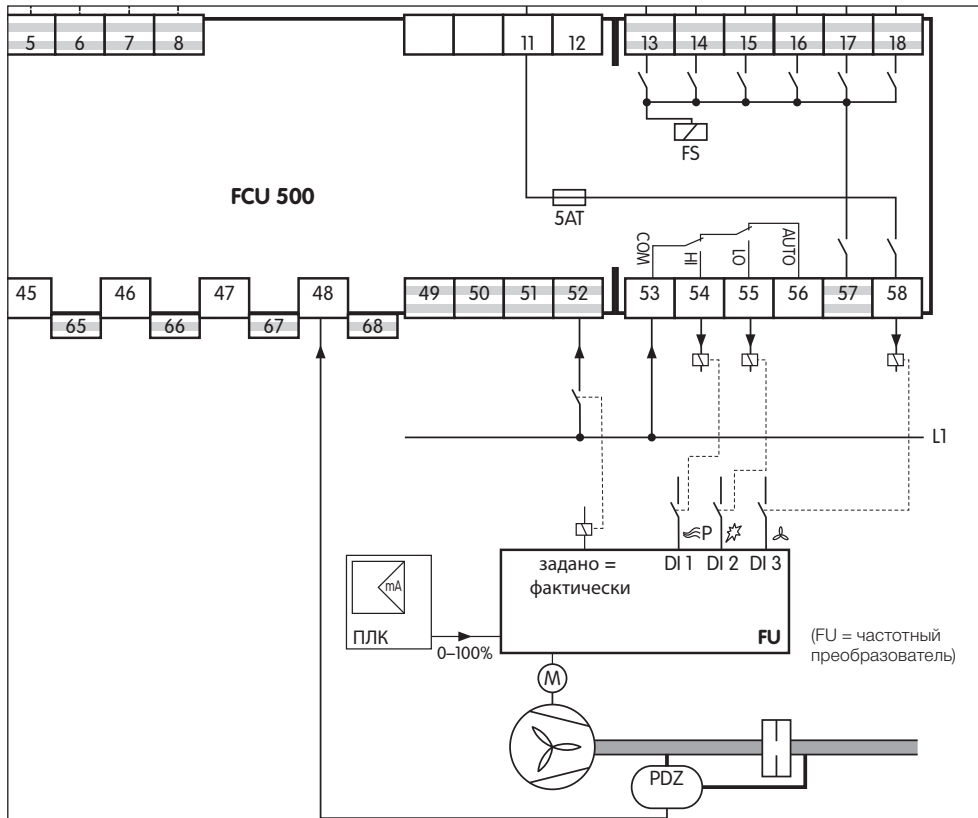 5 6 7 8 11 12 13 14 15 16 17 18
FS
FCU 500
5AT
COM HI LO AUTO
45 46 47 48 49 50 51 52 53 54 55 56 57 58
65 66 67 68
L1
P
задано =
фактически
DI 1 DI 2 DI 3
mA
ПЛК
0–100%
FU
(FU = частотный
преобразователь)
M
PDZ